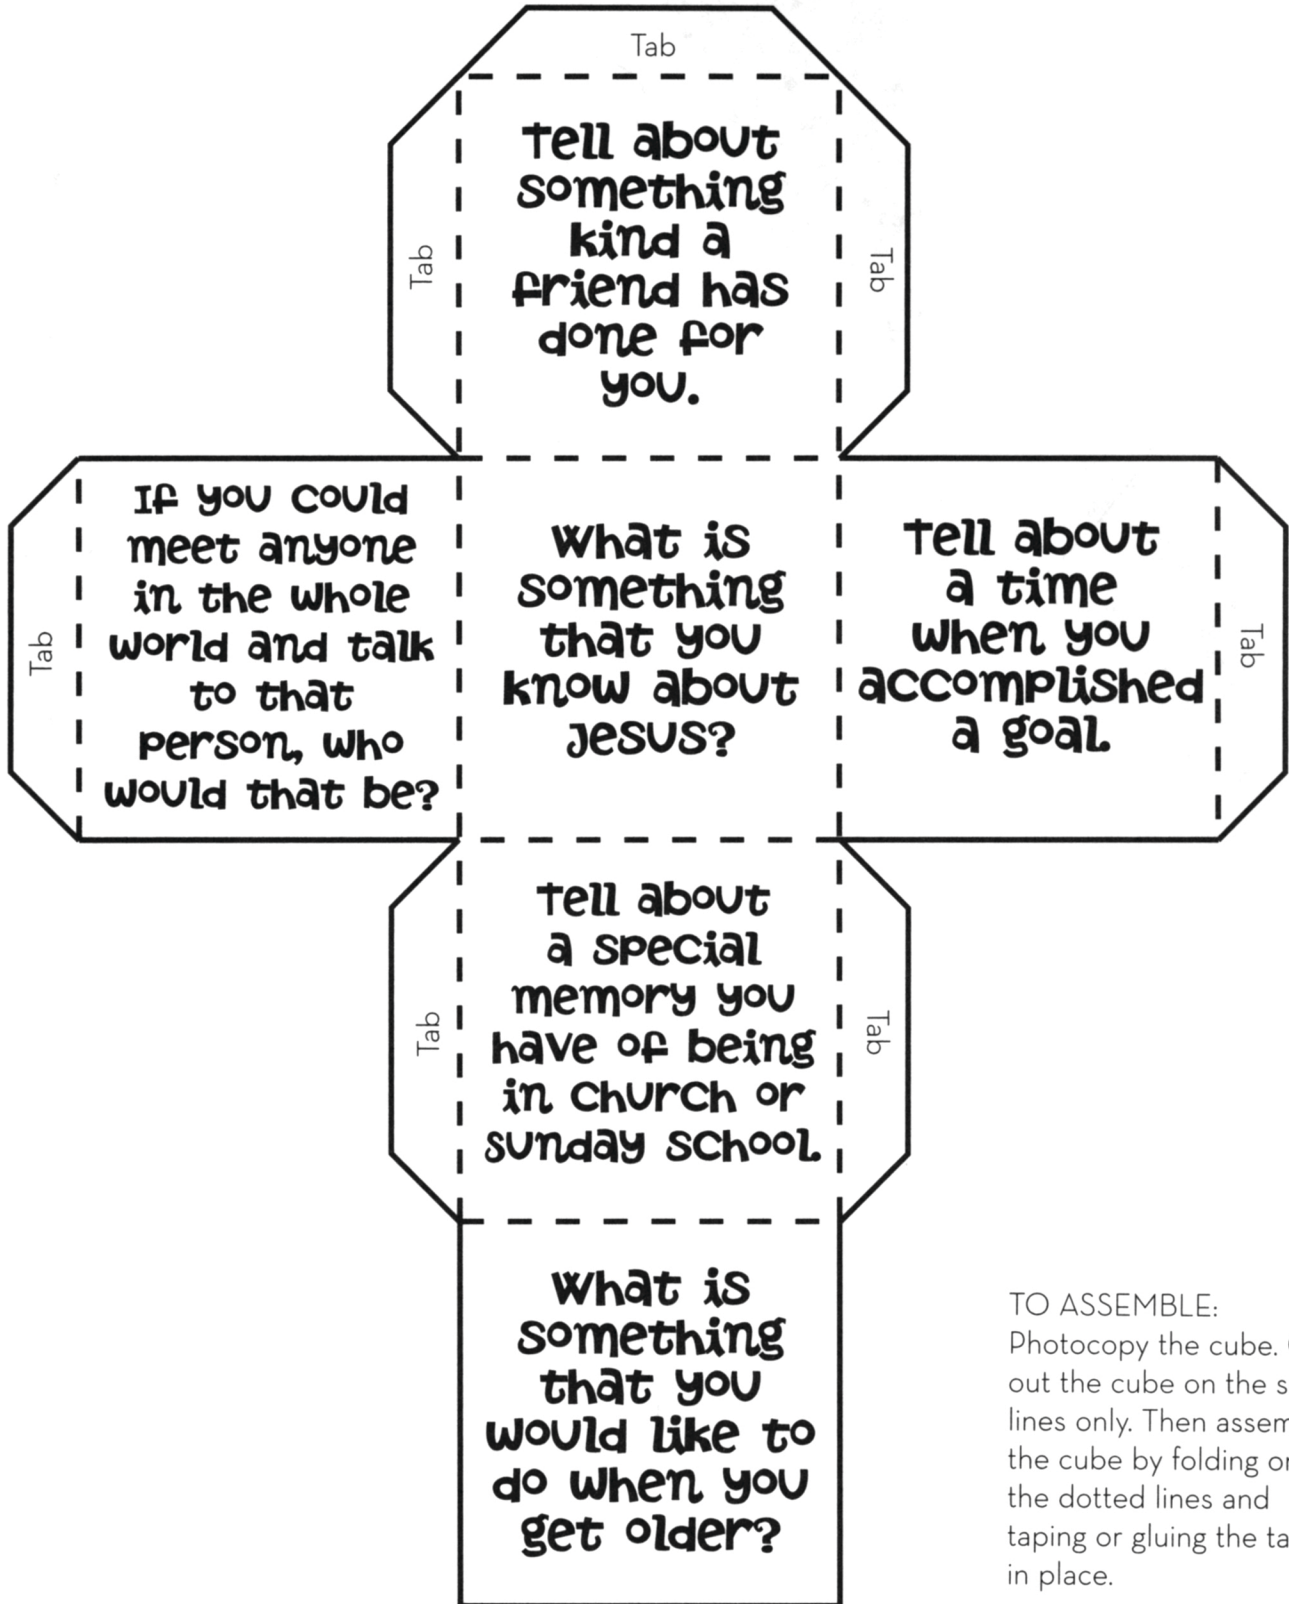 Tab
Tell about
something
kind a
friend has
done for
you.
Tab
Tab
If you could
meet anyone
in the whole
world and talk
to that
person, who
would that be?
Tab
What is
something
that you
know about
Jesus?
Tell about
a time
when you
accomplished
a goal.
Tab
Tell about
a special
memory you
have of being
in church or
Sunday school.
Tab
Tab
What is
something
that you
would like to
do when you
get older?
TO ASSEMBLE:
Photocopy the cube.
out the cube on the
lines only. Then
the cube by folding
the dotted lines and
taping or gluing the
in place.